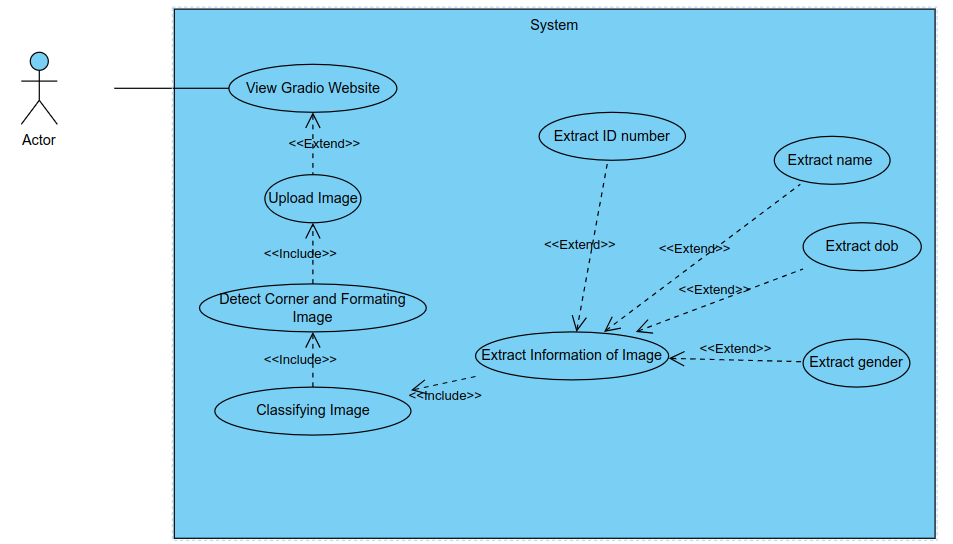 System
View Gradio Website
Actor
<<Extend>>
Upload Image
<<Include>>
Detect Corner and Formating
Image
<<Include>>
Classifying Image
Extract ID number
Extract name
<<Extend>>
<<Extend>>
Extract dob
<<Extend>>
Extract Information of Image
<<Extend>>
Extract gender
<<Include>>